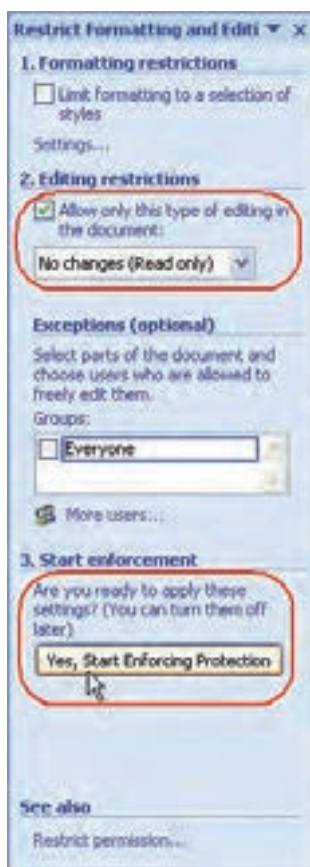 Restrict Formatting and Editi
1. Formatting restrictions
Limit formatting to a selection of
styles
Settings...
2. Editing restrictions
Allow only this type of editing in
the document:
No changes (Read only)
Exceptions (optional)
Select parts of the document and
choose users who are allowed to
freely edit them.
Groups:
Everyone
More users...
3. Start enforcement
Are you ready to apply these
settings? (You can turn them off
later)
Yes, Start Enforcing Protection
See also
Restrict permission...